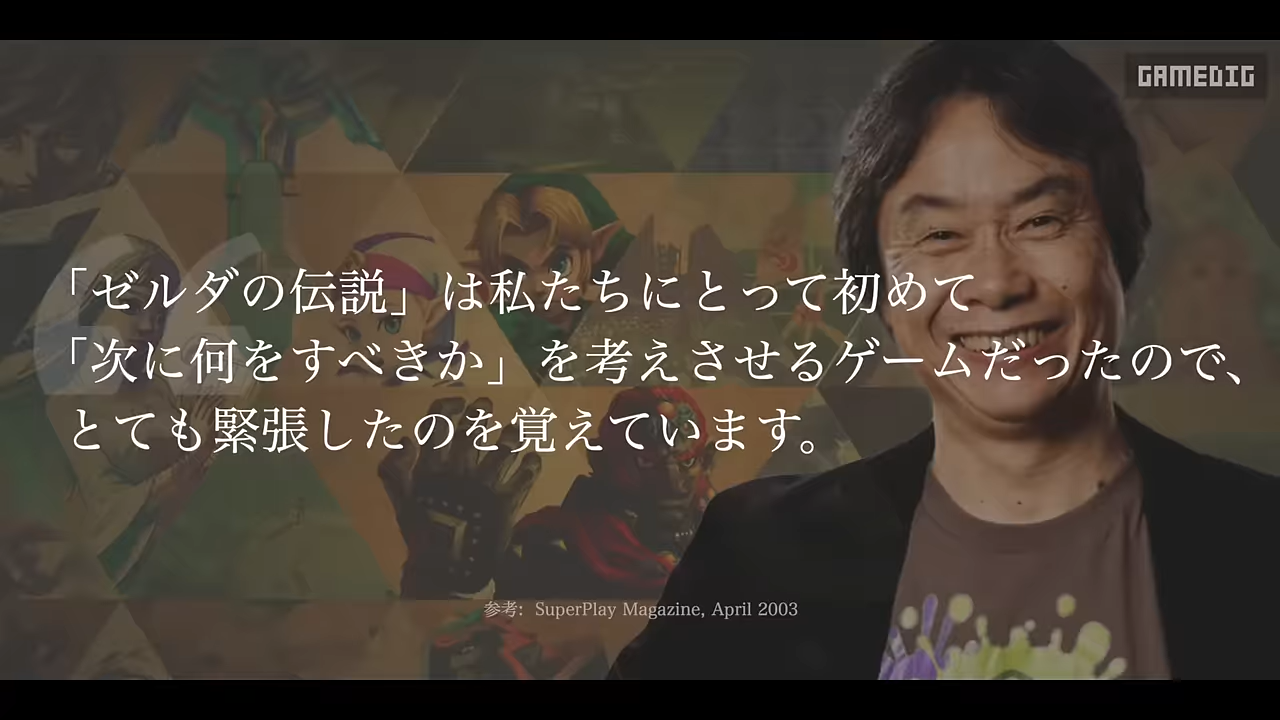 GAMEDIG
「ゼルダの伝説」は私たちにとって初めて
「次に何をすべきか」を考えさせるゲームだったので、
とても緊張したのを覚えています。
参考: SuperPlay Magazine, April 2003